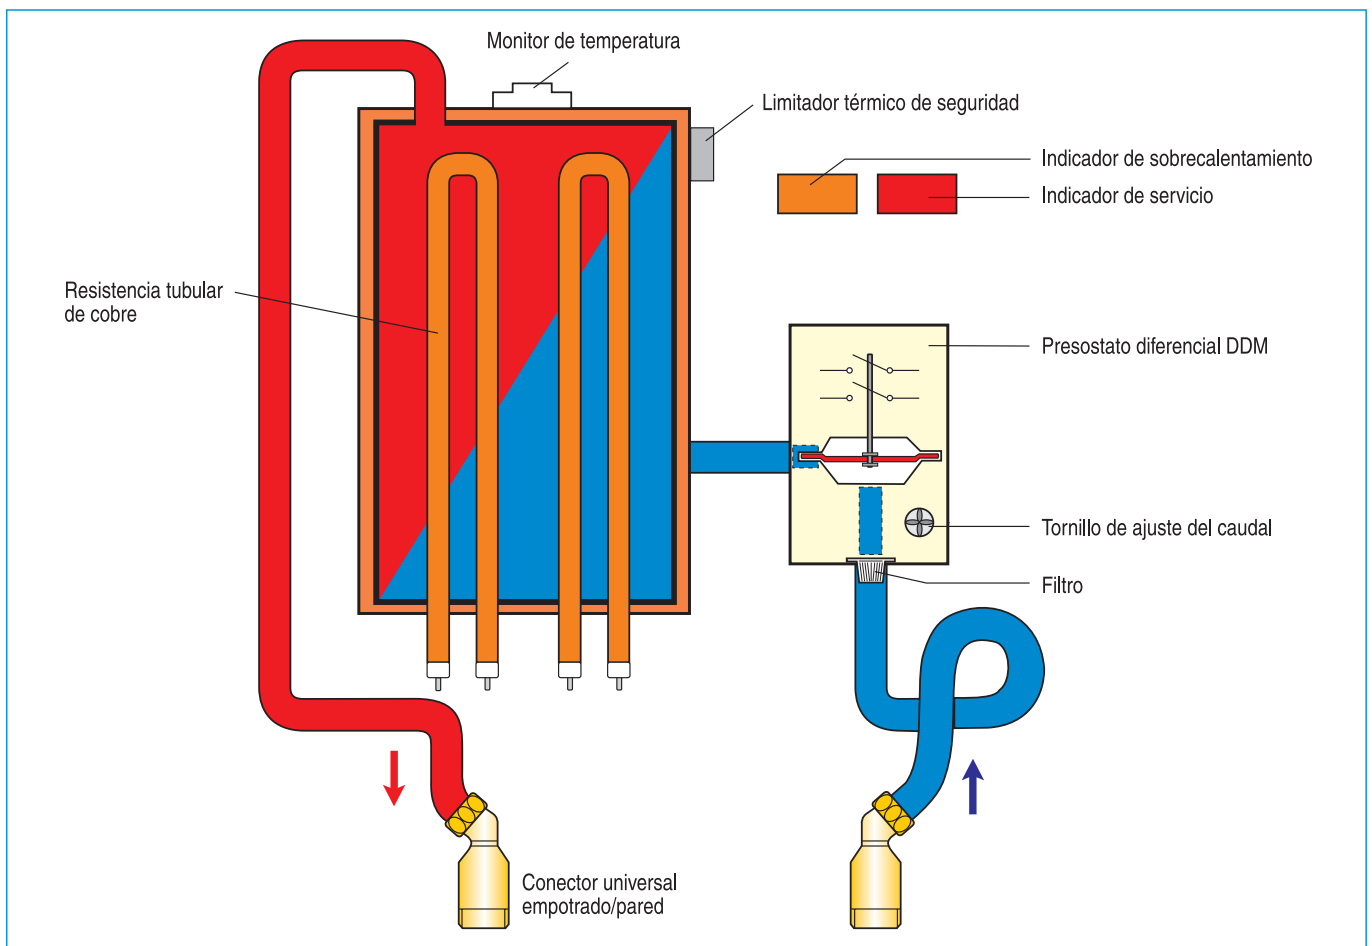 Monitor de temperatura
Limitador térmico de seguridad
Indicador de sobrecalentamiento
Indicador de servicio
Resistencia tubular
de cobre
Presostato diferencial DDM
Tornillo de ajuste del caudal
Filtro
Conector universal
empotrado/pared